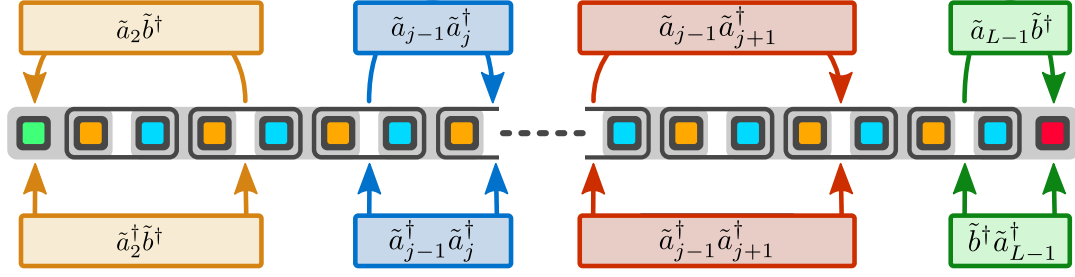 ã₂b̃†
ã_{j−1}ã_j†
ã_{j−1}ã_{j+1}†
ã_{L−1}b̃†
ã₂†b̃†
ã_{j−1}†ã_j†
ã_{j−1}†ã_{j+1}†
b̃†ã_{L−1}†